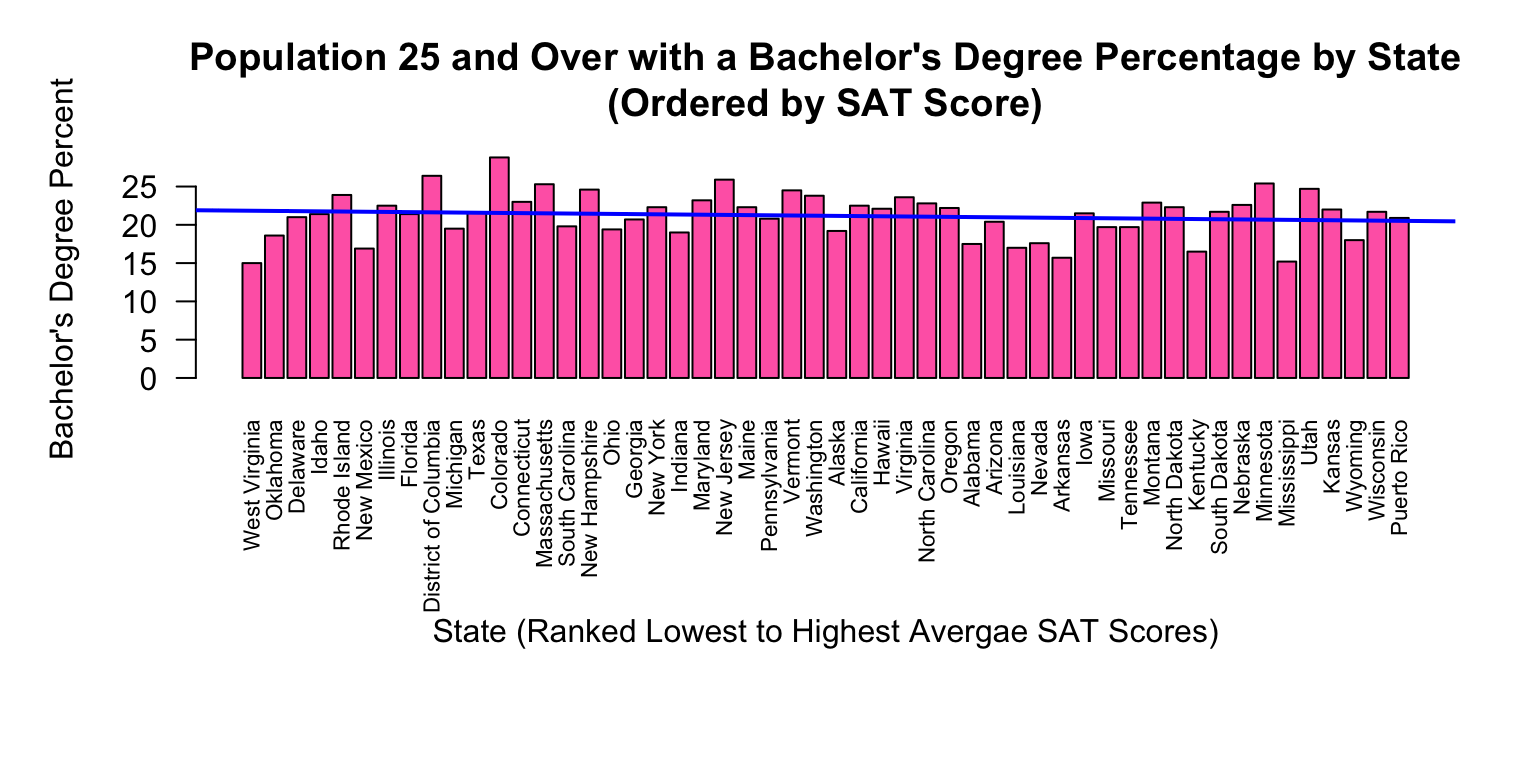 Population 25 and Over with a Bachelor's Degree Percentage by State
(Ordered by SAT Score)
Bachelor's Degree Percent
25
20
15
10
5
0
West Virginia
Oklahoma
Delaware
Idaho
Rhode Island
New Mexico
Illinois
Florida
District of Columbia
Michigan
Texas
Colorado
Connecticut
Massachusetts
South Carolina
New Hampshire
Ohio
Georgia
New York
Indiana
Maryland
New Jersey
Maine
Pennsylvania
Vermont
Washington
Alaska
California
Hawaii
Virginia
North Carolina
Oregon
Alabama
Arizona
Louisiana
Nevada
Arkansas
Iowa
Missouri
Tennessee
Montana
North Dakota
Kentucky
South Dakota
Nebraska
Minnesota
Mississippi
Utah
Kansas
Wyoming
Wisconsin
Puerto Rico
State (Ranked Lowest to Highest Avergae SAT Scores)